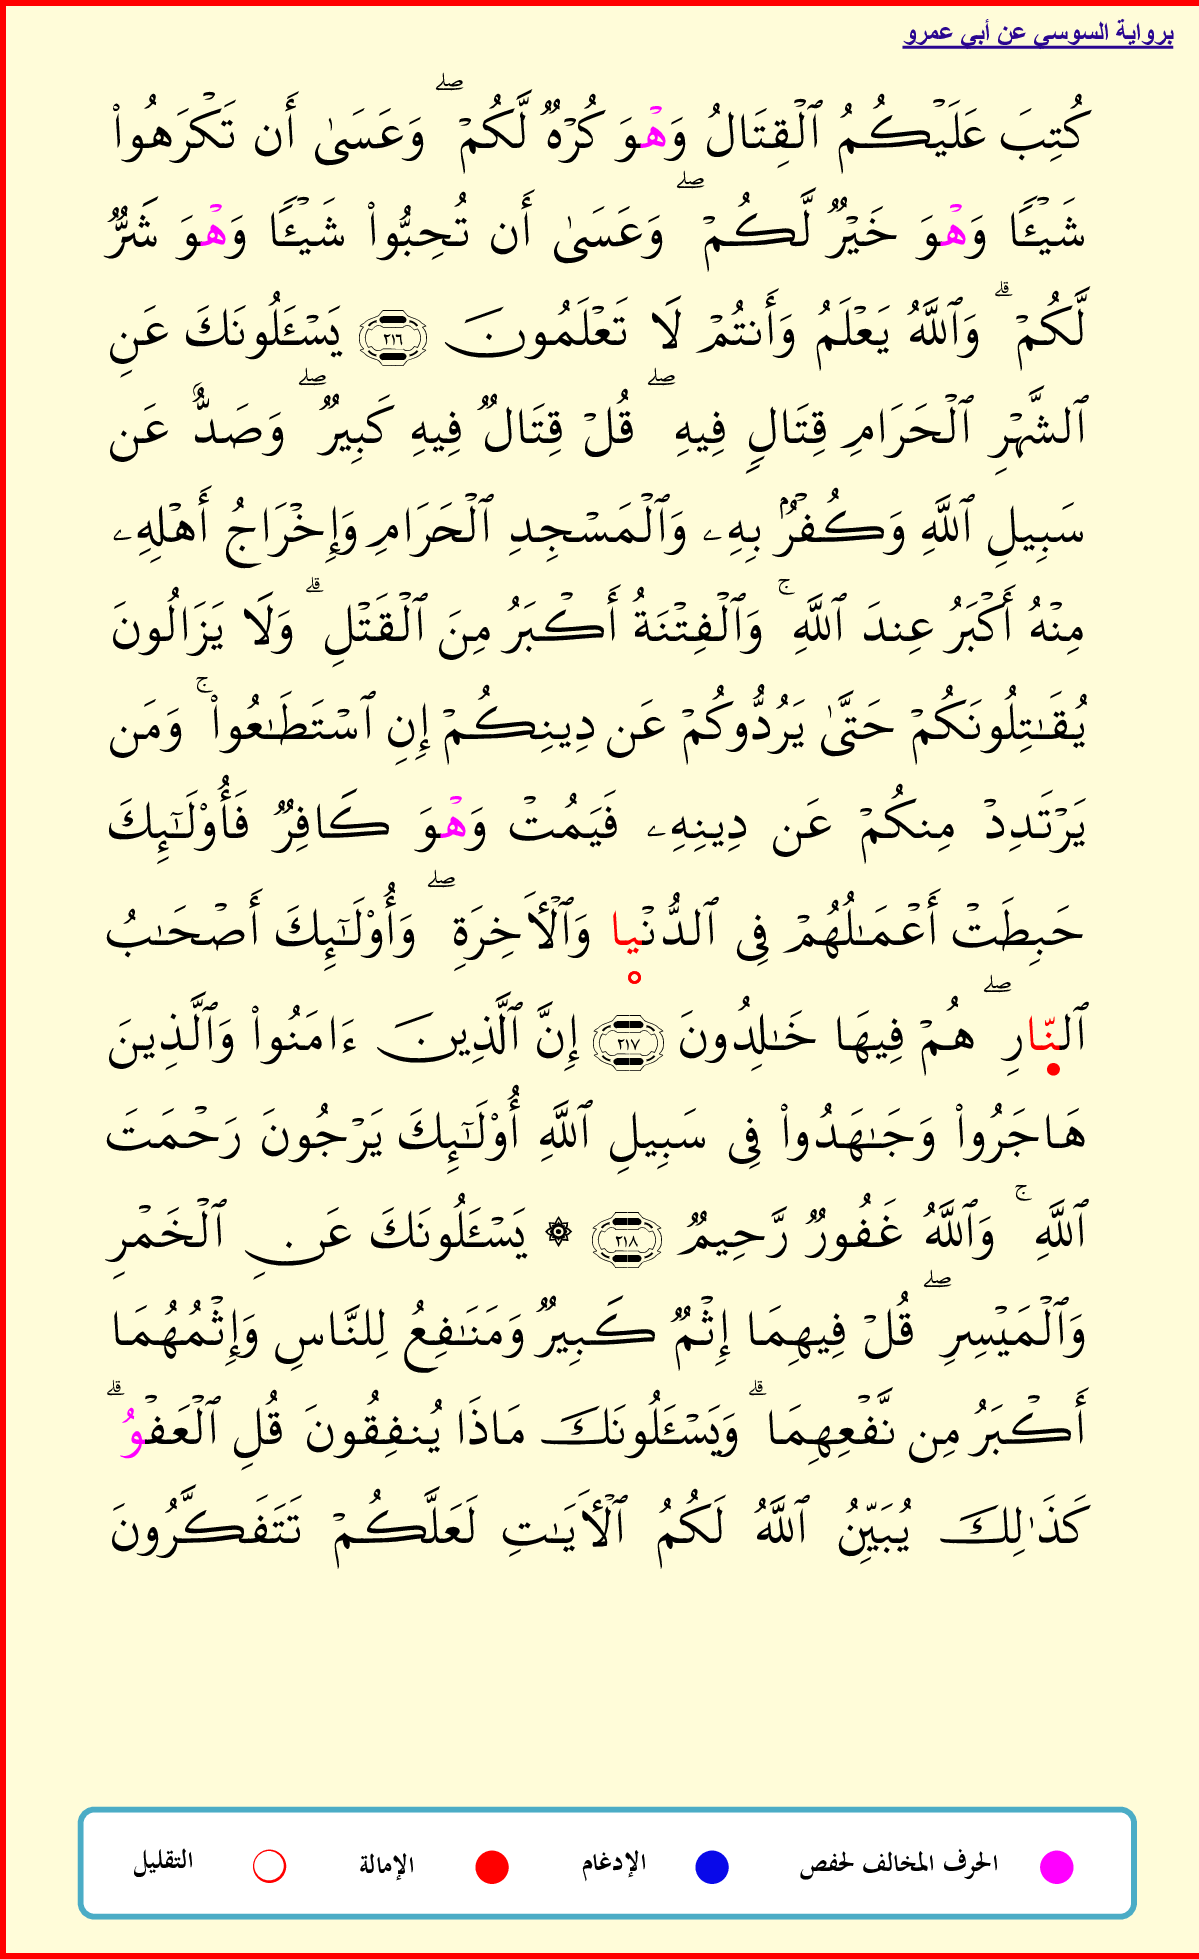 برواية السوسي عن أبي عمرو
كُتِبَ عَلَيۡكُمُ ٱلۡقِتَالُ وَهۡوَ كُرۡهٞ لَّكُمۡۖ وَعَسَىٰ أَن تَكۡرَهُواْ
شَيۡـٔٗا وَهۡوَ خَيۡرٞ لَّكُمۡۖ وَعَسَىٰ أَن تُحِبُّواْ شَيۡـٔٗا وَهۡوَ شَرّٞ
لَّكُمۡۚ وَٱللَّهُ يَعۡلَمُ وَأَنتُمۡ لَا تَعۡلَمُونَ ٢١٦ يَسۡـَٔلُونَكَ عَنِ
ٱلشَّهۡرِ ٱلۡحَرَامِ قِتَالٖ فِيهِۖ قُلۡ قِتَالٞ فِيهِ كَبِيرٞۖ وَصَدٌّ عَن
سَبِيلِ ٱللَّهِ وَكُفۡرُۢ بِهِۦ وَٱلۡمَسۡجِدِ ٱلۡحَرَامِ وَإِخۡرَاجُ أَهۡلِهِۦ
مِنۡهُ أَكۡبَرُ عِندَ ٱللَّهِۚ وَٱلۡفِتۡنَةُ أَكۡبَرُ مِنَ ٱلۡقَتۡلِۗ وَلَا يَزَالُونَ
يُقَٰتِلُونَكُمۡ حَتَّىٰ يَرُدُّوكُمۡ عَن دِينِكُمۡ إِنِ ٱسۡتَطَٰعُواْۚ وَمَن
يَرۡتَدِدۡ مِنكُمۡ عَن دِينِهِۦ فَيَمُتۡ وَهۡوَ كَافِرٞ فَأُوْلَٰٓئِكَ
حَبِطَتۡ أَعۡمَٰلُهُمۡ فِي ٱلدُّنۡيا وَٱلۡأٓخِرَةِۖ وَأُوْلَٰٓئِكَ أَصۡحَٰبُ
ٱلنّارِۖ هُمۡ فِيهَا خَٰلِدُونَ ٢١٧ إِنَّ ٱلَّذِينَ ءَامَنُواْ وَٱلَّذِينَ
هَاجَرُواْ وَجَٰهَدُواْ فِي سَبِيلِ ٱللَّهِ أُوْلَٰٓئِكَ يَرۡجُونَ رَحۡمَتَ
ٱللَّهِۚ وَٱللَّهُ غَفُورٞ رَّحِيمٞ ٢١٨ ۞ يَسۡـَٔلُونَكَ عَنِ ٱلۡخَمۡرِ
وَٱلۡمَيۡسِرِۖ قُلۡ فِيهِمَا إِثۡمٞ كَبِيرٞ وَمَنَٰفِعُ لِلنَّاسِ وَإِثۡمُهُمَا
أَكۡبَرُ مِن نَّفۡعِهِمَاۗ وَيَسۡـَٔلُونَكَ مَاذَا يُنفِقُونَ قُلِ ٱلۡعَفۡوُۗ
كَذَٰلِكَ يُبَيِّنُ ٱللَّهُ لَكُمُ ٱلۡأٓيَٰتِ لَعَلَّكُمۡ تَتَفَكَّرُونَ
الحرف المخالف لحفص الإدغام الإمالة التقليل